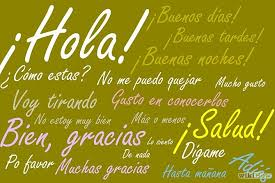 ¡Hola!
¡Buenos días!
¡Buenas tardes!
¡Buenas noches!
¿Cómo estas?
No me puedo quejar
Mucho gusto
Voy tirando
Gusto en conocerlos
No estoy muy bien
Mas o menos
Bien, gracias
Lo siento
¡Salud!
De nada
Dígame
Po favor
Muchas gracias
Hasta mañana